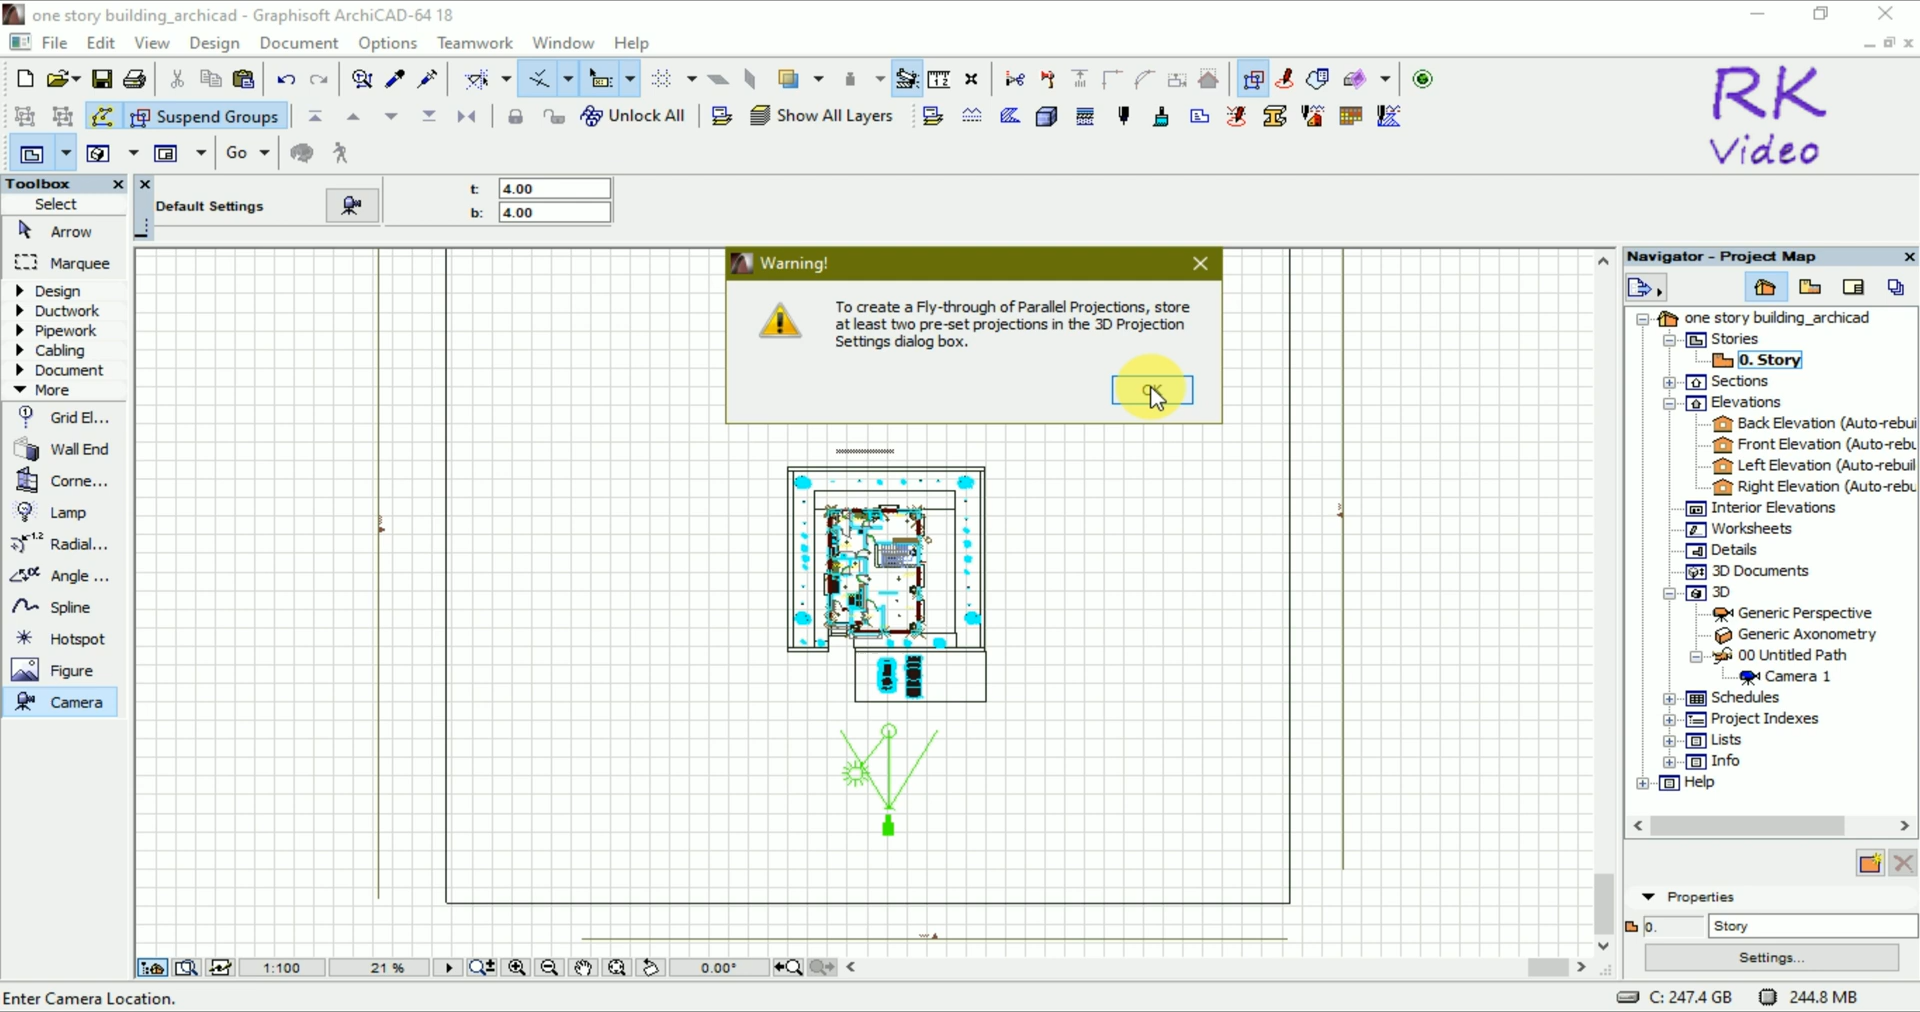 one story building_archicad - Graphisoft ArchiCAD-64 18
File Edit View Design Document Options Teamwork Window Help
Suspend Groups Unlock All Show All Layers
Go
RK
Video
Toolbox
Select
Arrow
Marquee
Design
Ductwork
Pipework
Cabling
Document
More
Grid El...
Wall End
Corne...
Lamp
Radial...
Angle ...
Spline
Hotspot
Figure
Camera
Default Settings
t: 4.00
b: 4.00
Warning!
To create a Fly-through of Parallel Projections, store
at least two pre-set projections in the 3D Projection
Settings dialog box.
OK
Navigator - Project Map
one story building_archicad
Stories
0. Story
Sections
Elevations
Back Elevation (Auto-rebui
Front Elevation (Auto-rebu
Left Elevation (Auto-rebuil
Right Elevation (Auto-rebu
Interior Elevations
Worksheets
Details
3D Documents
3D
Generic Perspective
Generic Axonometry
00 Untitled Path
Camera 1
Schedules
Project Indexes
Lists
Info
Help
Properties
0. Story
Settings...
1:100 21 % 0.00°
Enter Camera Location.
C: 247.4 GB 244.8 MB